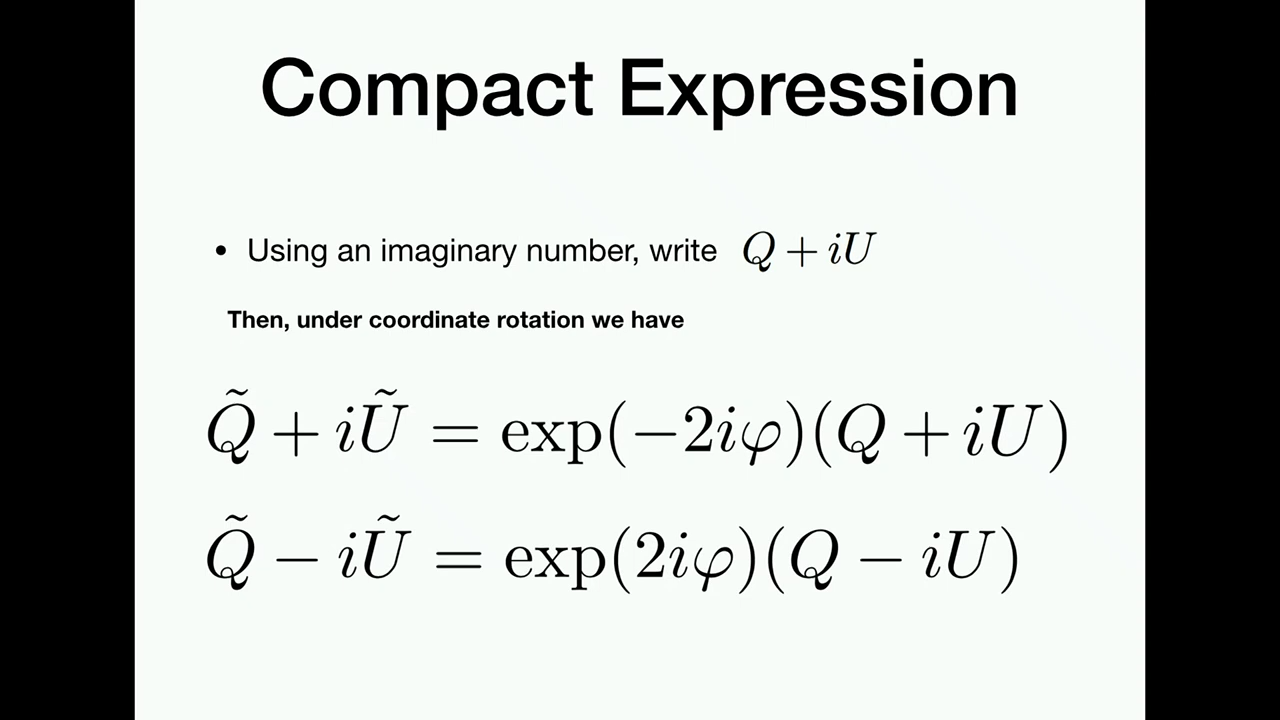 Compact Expression
• Using an imaginary number, write Q + iU
Then, under coordinate rotation we have
Q̃ + iŨ = exp(−2iφ)(Q + iU)
Q̃ − iŨ = exp(2iφ)(Q − iU)